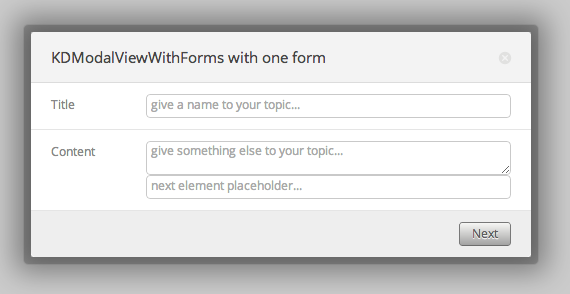 KDModalViewWithForms with one form
Title
give a name to your topic...
Content
give something else to your topic...
next element placeholder...
Next